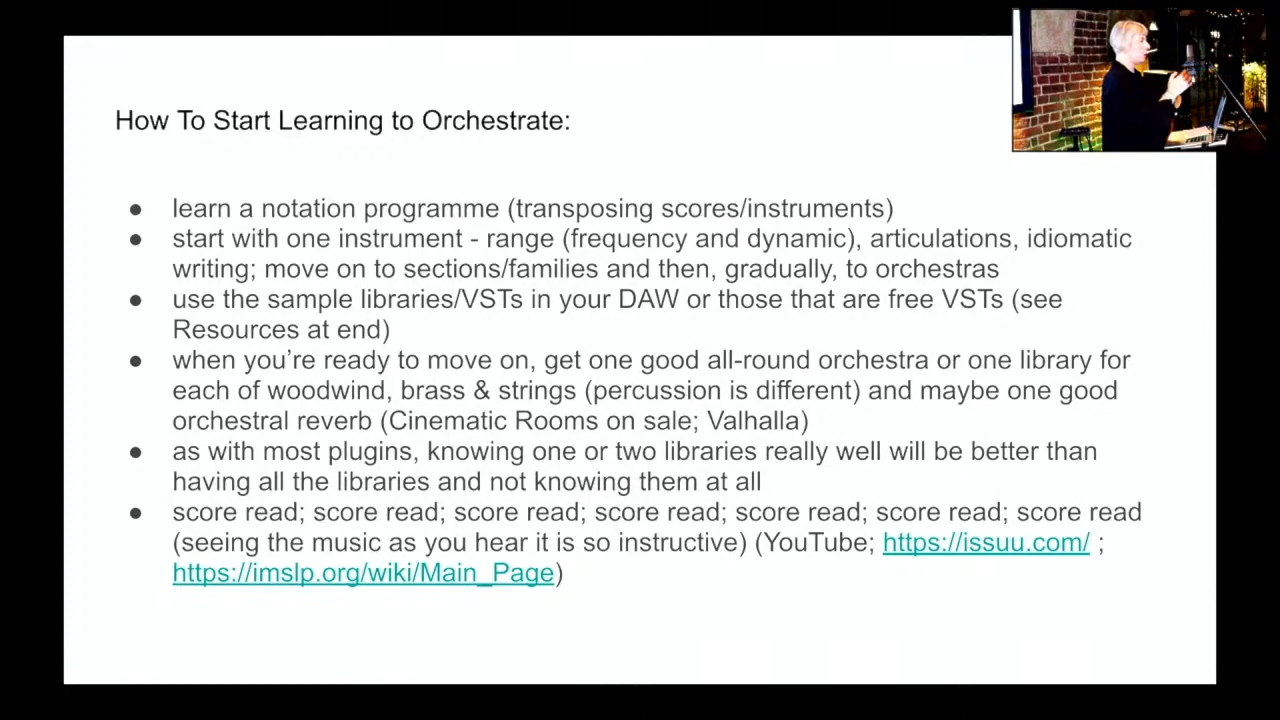 How To Start Learning to Orchestrate:
● learn a notation programme (transposing scores/instruments)
● start with one instrument - range (frequency and dynamic), articulations, idiomatic
writing; move on to sections/families and then, gradually, to orchestras
● use the sample libraries/VSTs in your DAW or those that are free VSTs (see
Resources at end)
● when you’re ready to move on, get one good all-round orchestra or one library for
each of woodwind, brass & strings (percussion is different) and maybe one good
orchestral reverb (Cinematic Rooms on sale; Valhalla)
● as with most plugins, knowing one or two libraries really well will be better than
having all the libraries and not knowing them at all
● score read; score read; score read; score read; score read; score read; score read
(seeing the music as you hear it is so instructive) (YouTube; https://issuu.com/ ;
https://imslp.org/wiki/Main_Page)